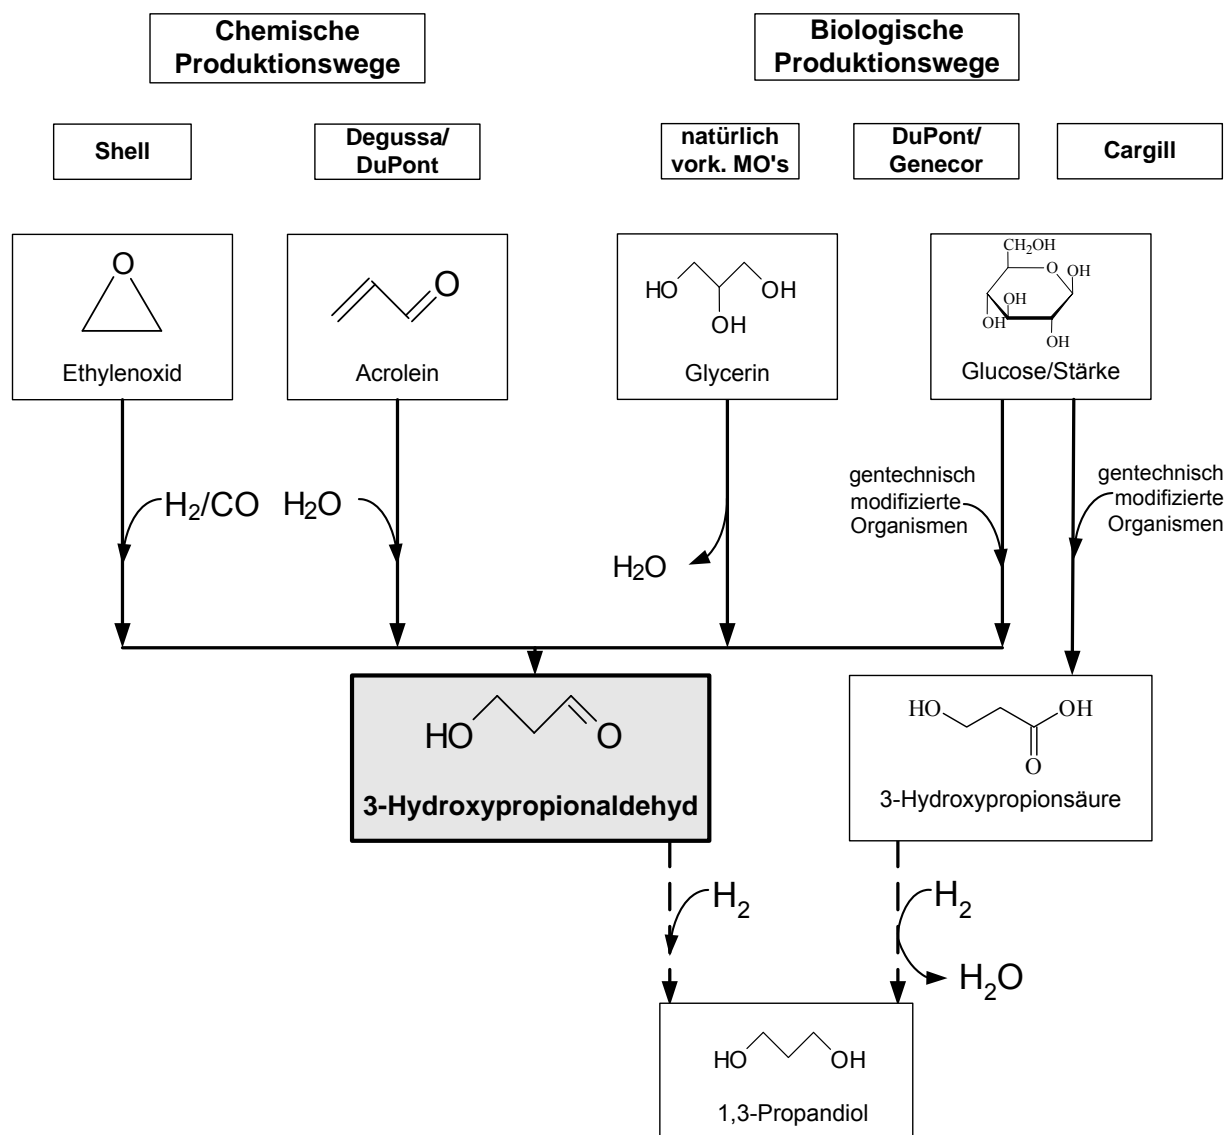 Chemische
Produktionswege
Biologische
Produktionswege
Shell
Degussa/
DuPont
natürlich
vork. MO's
DuPont/
Genecor
Cargill
O
Ethylenoxid
O
Acrolein
HO
OH
OH
Glycerin
CH₂OH
O
OH
OH
OH
OH
Glucose/Stärke
H₂/CO
H₂O
H₂O
gentechnisch
modifizierte
Organismen
gentechnisch
modifizierte
Organismen
HO
O
3-Hydroxypropionaldehyd
HO
OH
O
3-Hydroxypropionsäure
H₂
H₂
H₂O
HO
OH
1,3-Propandiol